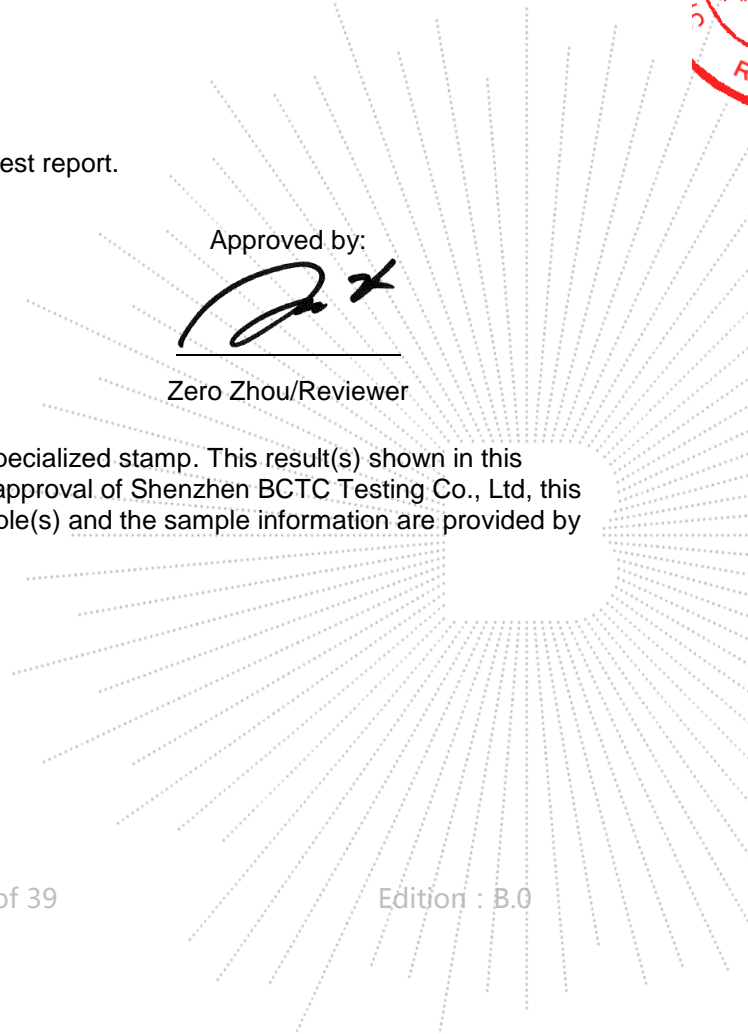 est report.
Approved by:
Zero Zhou/Reviewer
pecialized stamp. This result(s) shown in this
approval of Shenzhen BCTC Testing Co., Ltd, this
ple(s) and the sample information are provided by
of 39 Edition : B.0